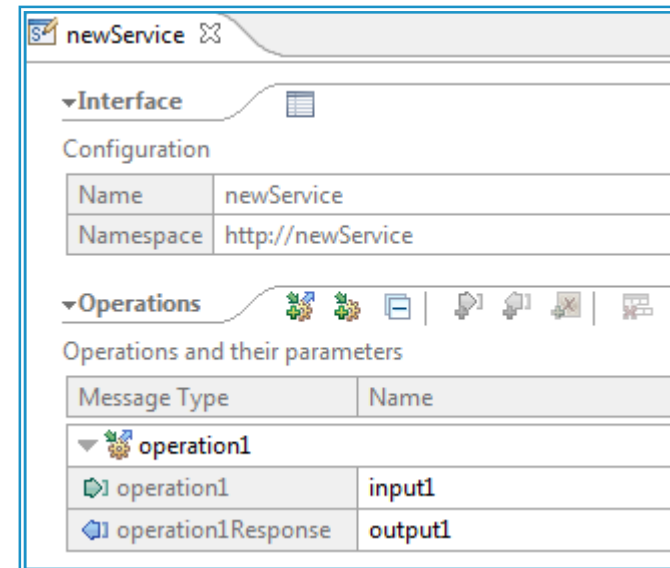 newService
Interface
Configuration
Name newService
Namespace http://newService
Operations
Operations and their parameters
Message Type Name
operation1
operation1 input1
operation1Response output1